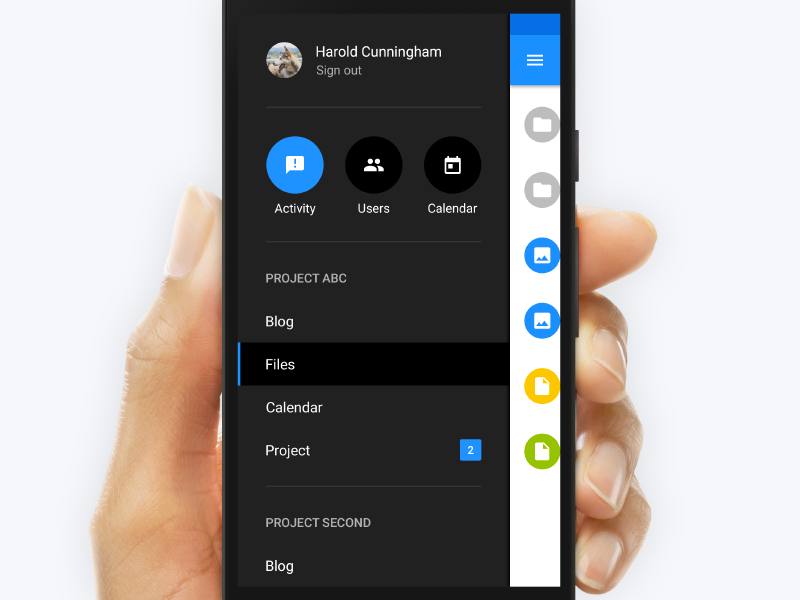 Harold Cunningham
Sign out
Activity
Users
Calendar
PROJECT ABC
Blog
Files
Calendar
Project
2
PROJECT SECOND
Blog